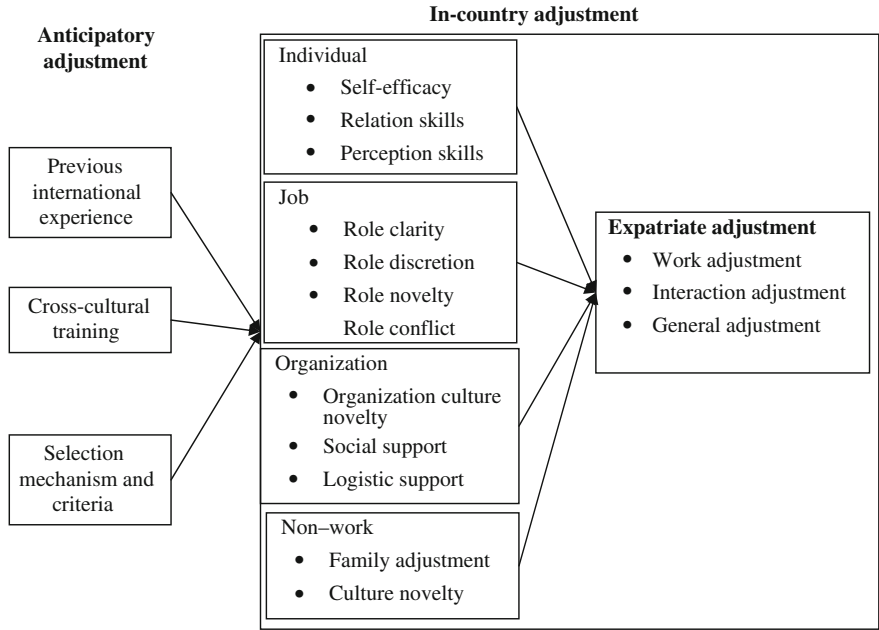 Anticipatory
adjustment
Previous
international
experience
Cross-cultural
training
Selection
mechanism and
criteria
In-country adjustment
Individual
• Self-efficacy
• Relation skills
• Perception skills
Job
• Role clarity
• Role discretion
• Role novelty
Role conflict
Organization
• Organization culture
novelty
• Social support
• Logistic support
Non–work
• Family adjustment
• Culture novelty
Expatriate adjustment
• Work adjustment
• Interaction adjustment
• General adjustment